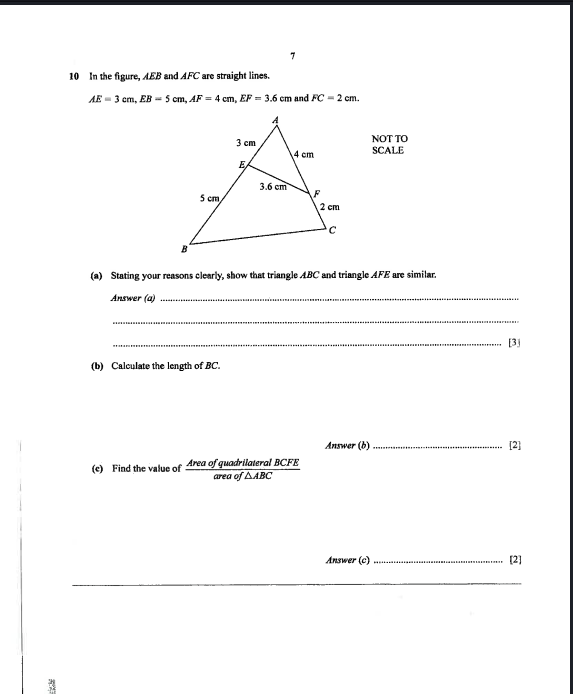 7
10 In the figure, AEB and AFC are straight lines.
AE = 3 cm, EB = 5 cm, AF = 4 cm, EF = 3.6 cm and FC = 2 cm.
A
3 cm
NOT TO
SCALE
4 cm
E
3.6 cm
F
5 cm
2 cm
C
B
(a) Stating your reasons clearly, show that triangle ABC and triangle AFE are similar.
Answer (a) ........................................
........................................
........................................ [3]
(b) Calculate the length of BC.
Answer (b) ........................................ [2]
(c) Find the value of Area of quadrilateral BCFE
area of △ABC
Answer (c) ........................................ [2]